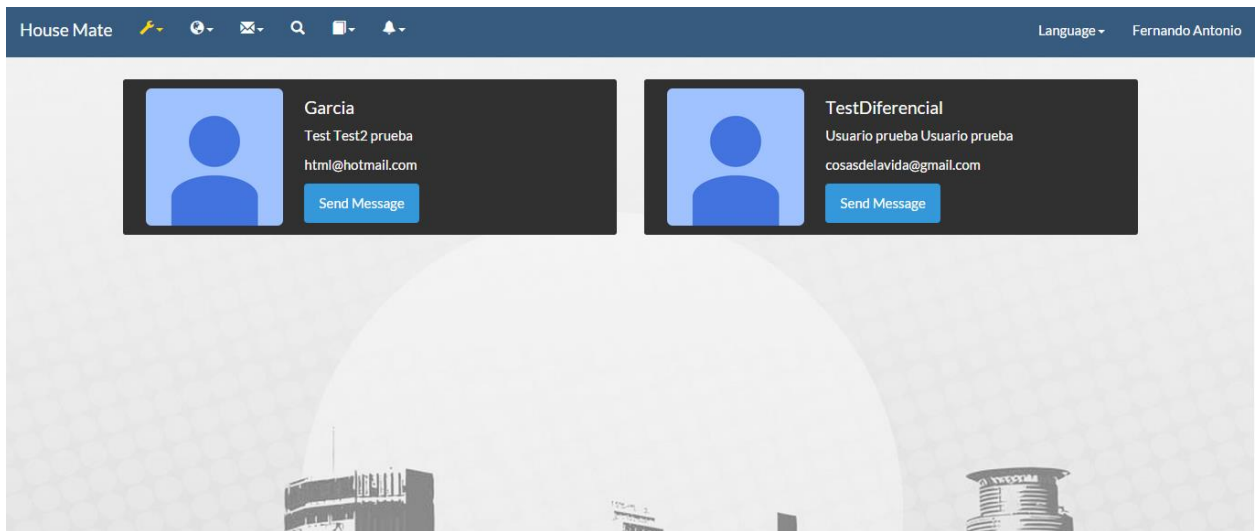 House Mate
Language
Fernando Antonio
Garcia
Test Test2 prueba
html@hotmail.com
Send Message
TestDiferencial
Usuario prueba Usuario prueba
cosasdelavida@gmail.com
Send Message